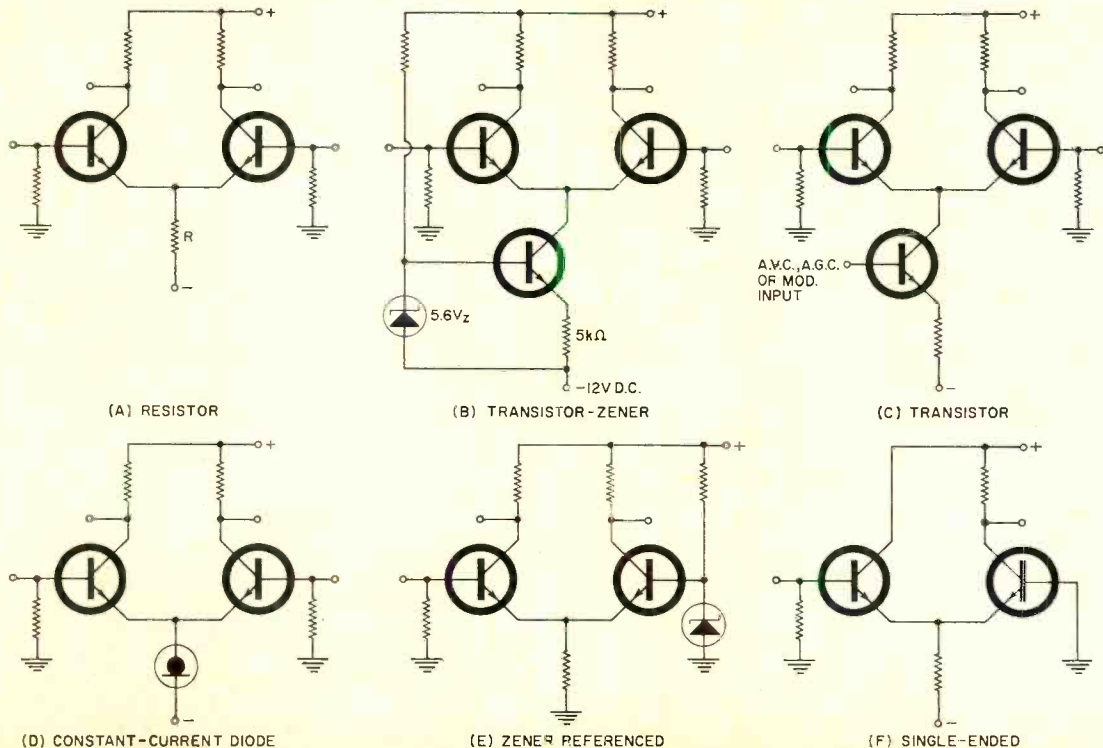 +
+
+
R
5.6Vz
5kΩ
A.V.C., A.G.C.
OR MOD.
INPUT
−
−12V D.C.
−
(A) RESISTOR
(B) TRANSISTOR-ZENER
(C) TRANSISTOR
+
+
+
−
−
(D) CONSTANT-CURRENT DIODE
(E) ZENER REFERENCED
(F) SINGLE-ENDED